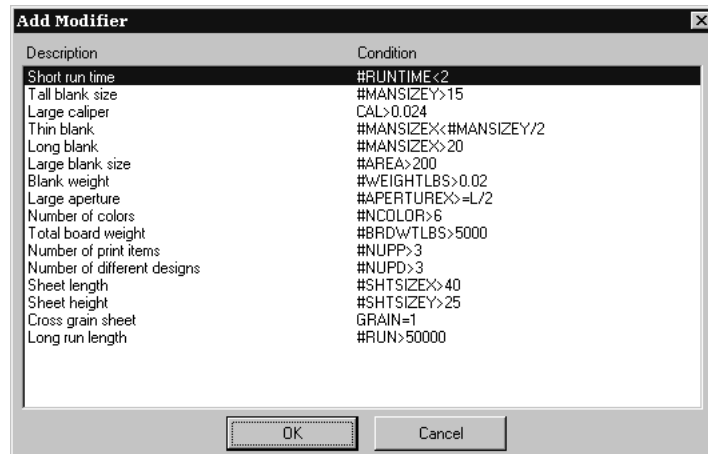 Add Modifier
Description Condition
Short run time #RUNTIME<2
Tall blank size #MANSIZEY>15
Large caliper CAL>0.024
Thin blank #MANSIZEX<#MANSIZEY/2
Long blank #MANSIZEX>20
Large blank size #AREA>200
Blank weight #WEIGHTLBS>0.02
Large aperture #APERTUREX>=L/2
Number of colors #NCOLOR>6
Total board weight #BRDWTLBS>5000
Number of print items #NUPP>3
Number of different designs #NUPD>3
Sheet length #SHTSIZEX>40
Sheet height #SHTSIZEY>25
Cross grain sheet GRAIN=1
Long run length #RUN>50000
OK Cancel